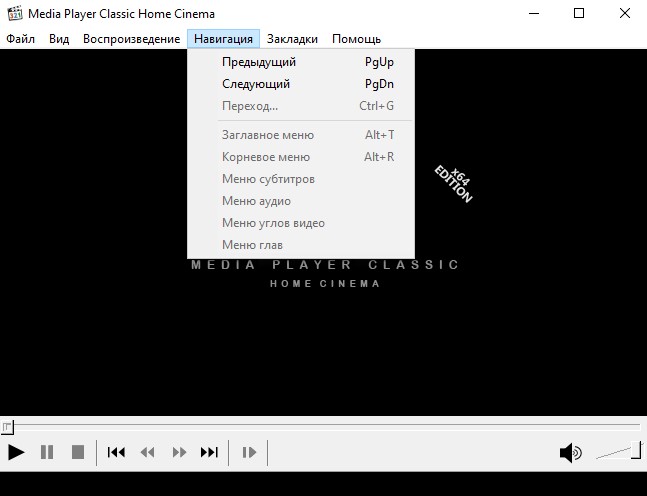 Media Player Classic Home Cinema
Файл Вид Воспроизведение Навигация Закладки Помощь
Предыдущий PgUp
Следующий PgDn
Переход... Ctrl+G
Заглавное меню Alt+T
Корневое меню Alt+R
Меню субтитров
Меню аудио
Меню углов видео
Меню глав
x64
EDITION
MEDIA PLAYER CLASSIC
HOME CINEMA